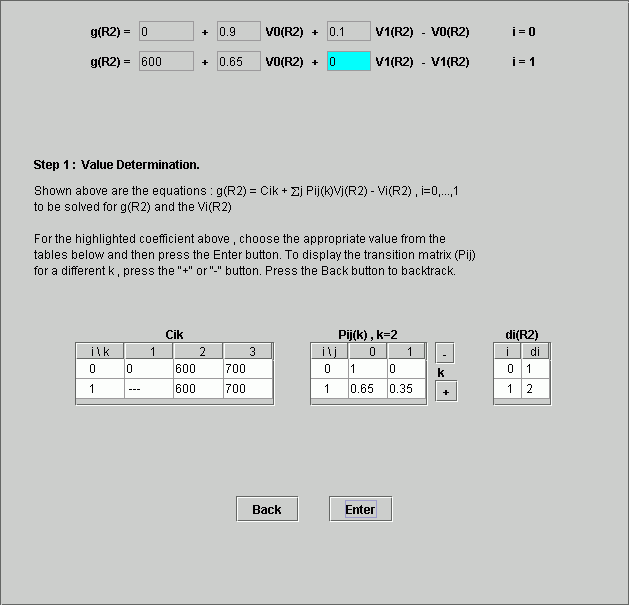 g(R2) = 0 + 0.9 V0(R2) + 0.1 V1(R2) - V0(R2) i = 0
g(R2) = 600 + 0.65 V0(R2) + 0 V1(R2) - V1(R2) i = 1
Step 1 : Value Determination.
Shown above are the equations : g(R2) = Cik + Σj Pij(k)Vj(R2) - Vi(R2) , i=0,...,1
to be solved for g(R2) and the Vi(R2)
For the highlighted coefficient above , choose the appropriate value from the
tables below and then press the Enter button. To display the transition matrix (Pij)
for a different k , press the "+" or "-" button. Press the Back button to backtrack.
Cik Pij(k) , k=2 di(R2)
i \ k 1 2 3 i \ j 0 1 - i di
0 0 600 700 0 1 0 k 0 1
1 --- 600 700 1 0.65 0.35 + 1 2
Back Enter